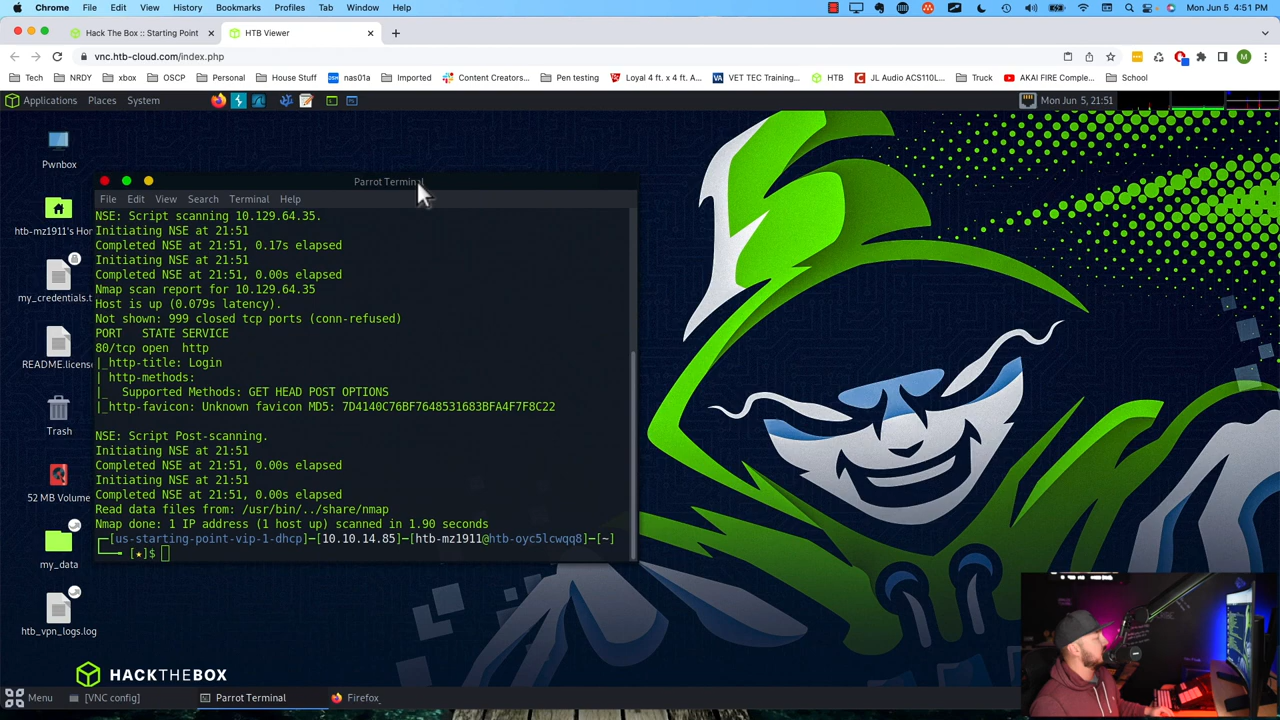 Chrome File Edit View History Bookmarks Profiles Tab Window Help Mon Jun 5 4:51 PM
Hack The Box :: Starting Point HTB Viewer
vnc.htb-cloud.com/index.php M
Tech NRDY xbox OSCP Personal House Stuff nas01a Imported Content Creators... Pen testing Loyal 4 ft. x 4 ft. A... VET TEC Training... HTB JL Audio ACS110L... Truck AKAI FIRE Comple... School
Applications Places System Mon Jun 5, 21:51
Pwnbox
htb-mz1911's Hom
my_credentials.t
README.license
Trash
52 MB Volume
my_data
htb_vpn_logs.log
Parrot Terminal
File Edit View Search Terminal Help
NSE: Script scanning 10.129.64.35.
Initiating NSE at 21:51
Completed NSE at 21:51, 0.17s elapsed
Initiating NSE at 21:51
Completed NSE at 21:51, 0.00s elapsed
Nmap scan report for 10.129.64.35
Host is up (0.079s latency).
Not shown: 999 closed tcp ports (conn-refused)
PORT   STATE SERVICE
80/tcp open  http
|_http-title: Login
| http-methods:
|_  Supported Methods: GET HEAD POST OPTIONS
|_http-favicon: Unknown favicon MD5: 7D4140C76BF7648531683BFA4F7F8C22
NSE: Script Post-scanning.
Initiating NSE at 21:51
Completed NSE at 21:51, 0.00s elapsed
Initiating NSE at 21:51
Completed NSE at 21:51, 0.00s elapsed
Read data files from: /usr/bin/../share/nmap
Nmap done: 1 IP address (1 host up) scanned in 1.90 seconds
┌─[us-starting-point-vip-1-dhcp]─[10.10.14.85]─[htb-mz1911@htb-oyc5lcwqq8]─[~]
└──╼ [★]$
HACKTHEBOX
Menu [VNC config] Parrot Terminal Firefox